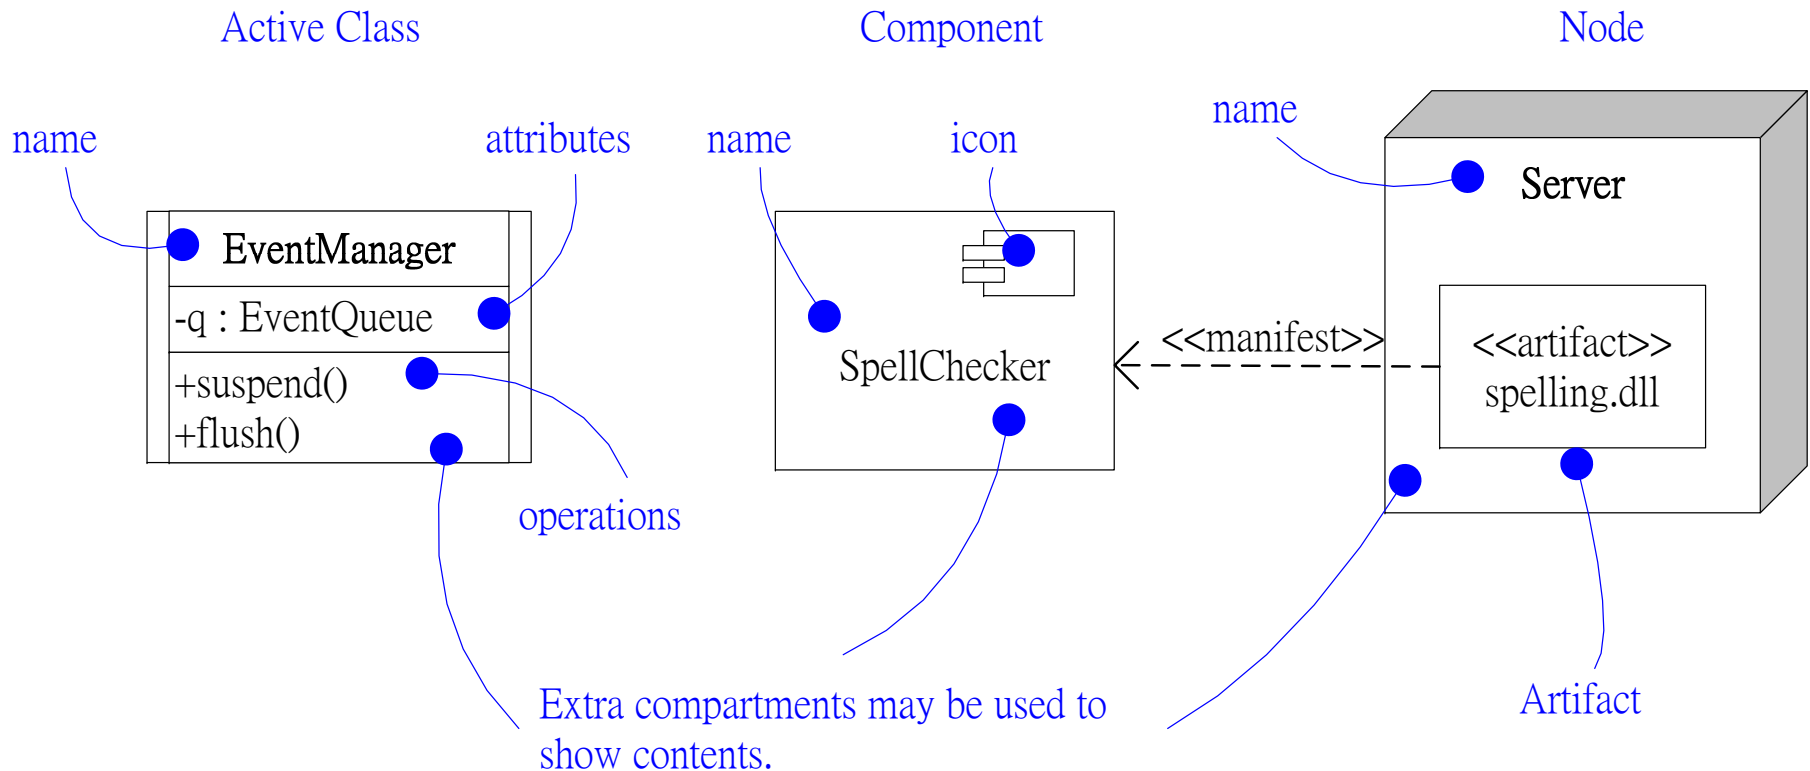 Active Class
Component
Node
name
attributes
name
icon
name
EventManager
-q : EventQueue
+suspend()
+flush()
operations
SpellChecker
<<manifest>>
Server
<<artifact>>
spelling.dll
Extra compartments may be used to
show contents.
Artifact